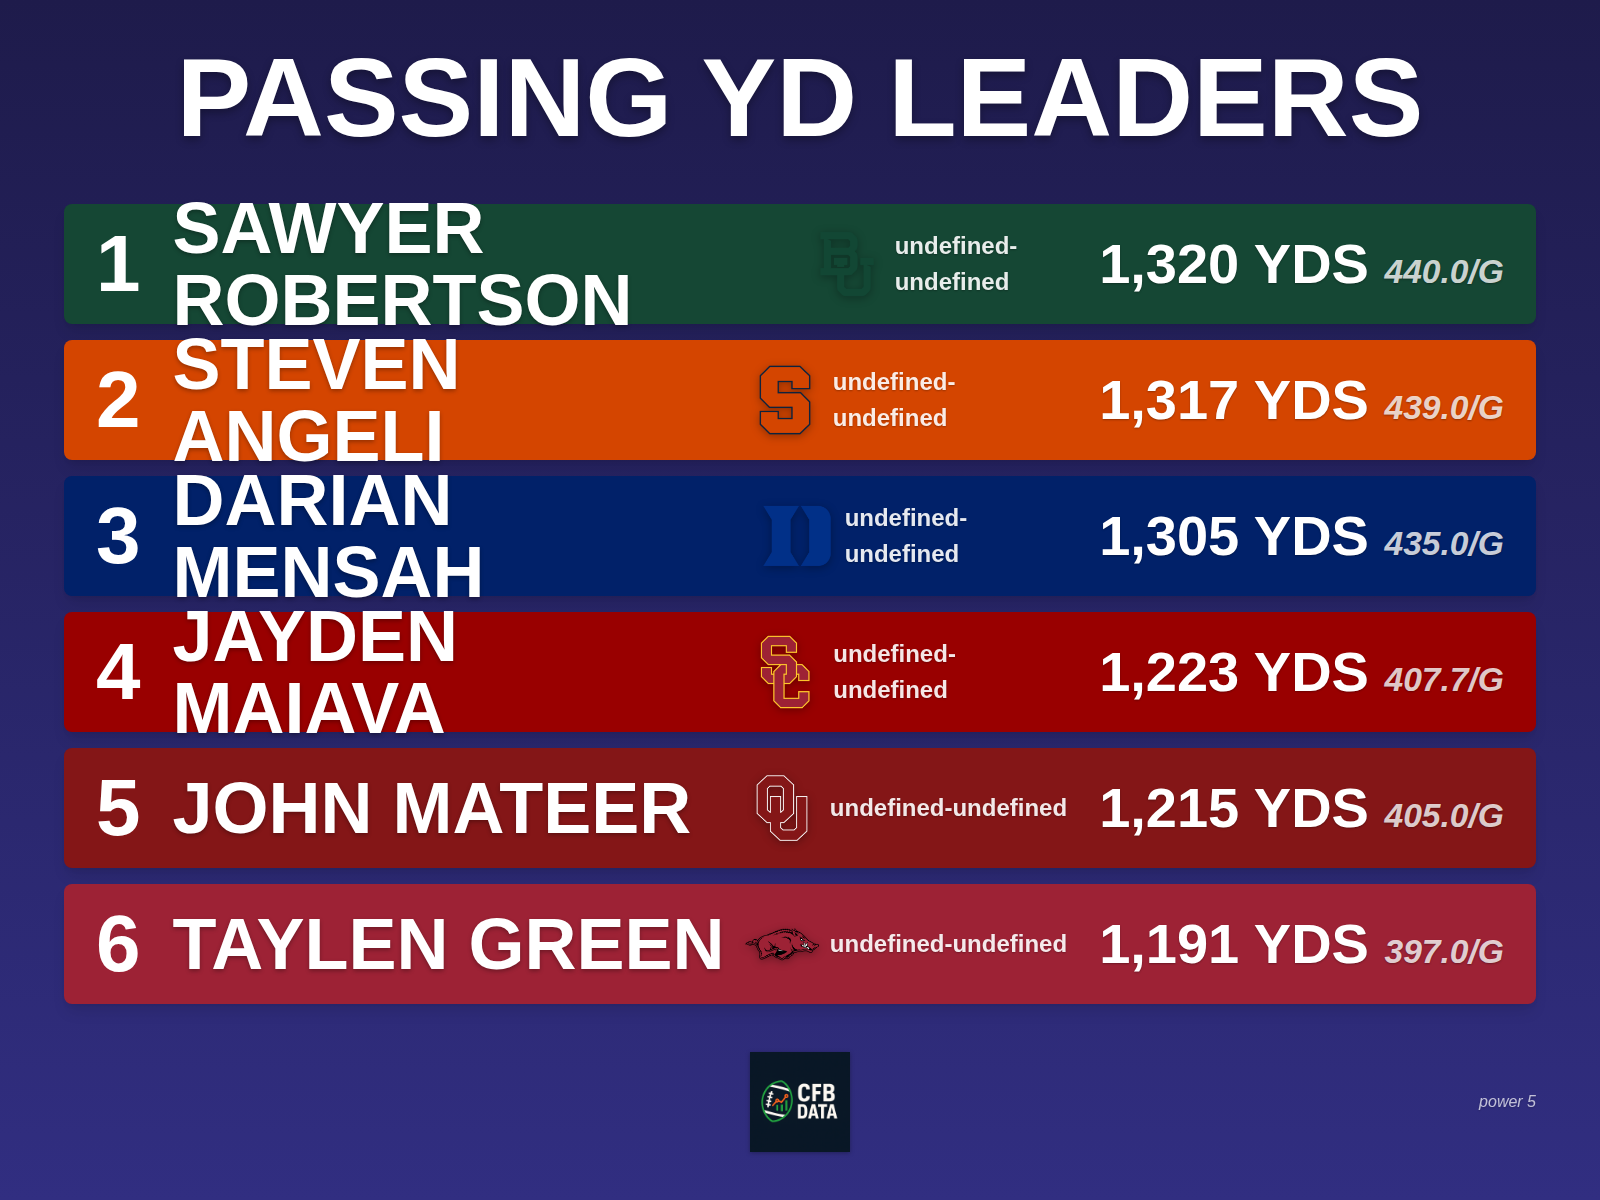 PASSING YD LEADERS
1
SAWYER
ROBERTSON
BU
undefined-
undefined
1,320 YDS 440.0/G
2
STEVEN
ANGELI
S
undefined-
undefined
1,317 YDS 439.0/G
3
DARIAN
MENSAH
D
undefined-
undefined
1,305 YDS 435.0/G
4
JAYDEN
MAIAVA
SC
undefined-
undefined
1,223 YDS 407.7/G
5
JOHN MATEER
OU
undefined-undefined
1,215 YDS 405.0/G
6
TAYLEN GREEN
undefined-undefined
1,191 YDS 397.0/G
CFB
DATA
power 5